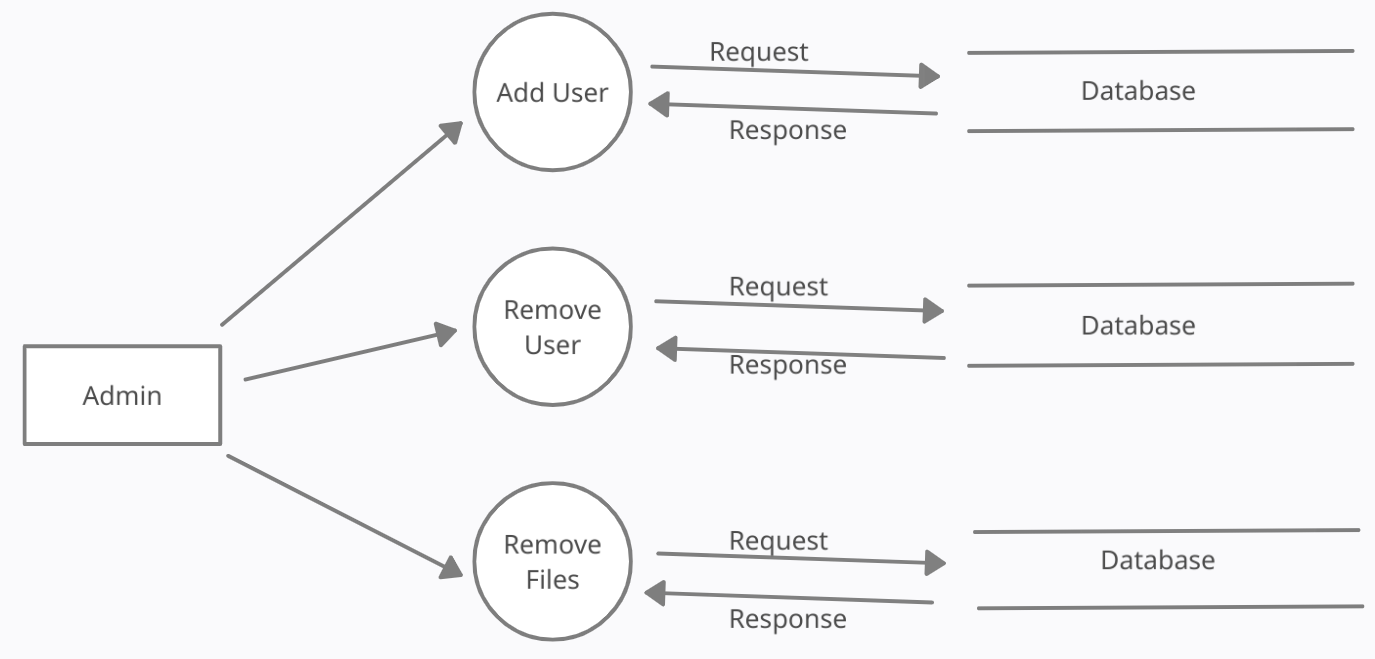 Add User
Request
Response
Database
Remove
User
Request
Response
Database
Admin
Remove
Files
Request
Response
Database